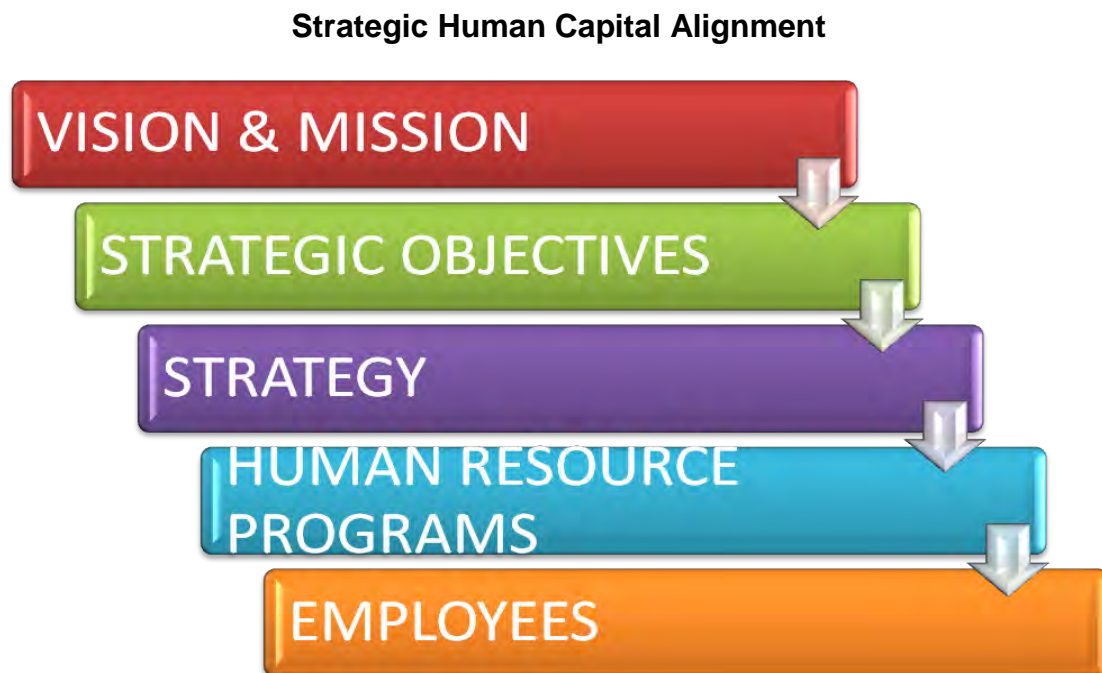 Strategic Human Capital Alignment
VISION & MISSION
STRATEGIC OBJECTIVES
STRATEGY
HUMAN RESOURCE
PROGRAMS
EMPLOYEES